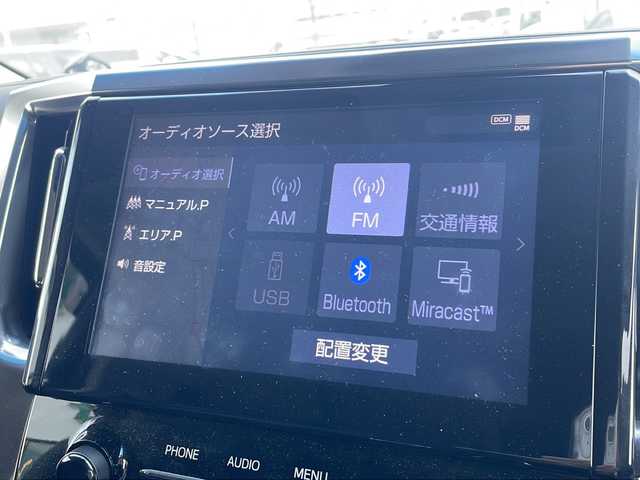 オーディオソース選択
DCM
DCM
オーディオ選択
マニュアル.P
エリア.P
音設定
AM
FM
交通情報
USB
Bluetooth
Miracast™
配置変更
PHONE
AUDIO
MENU